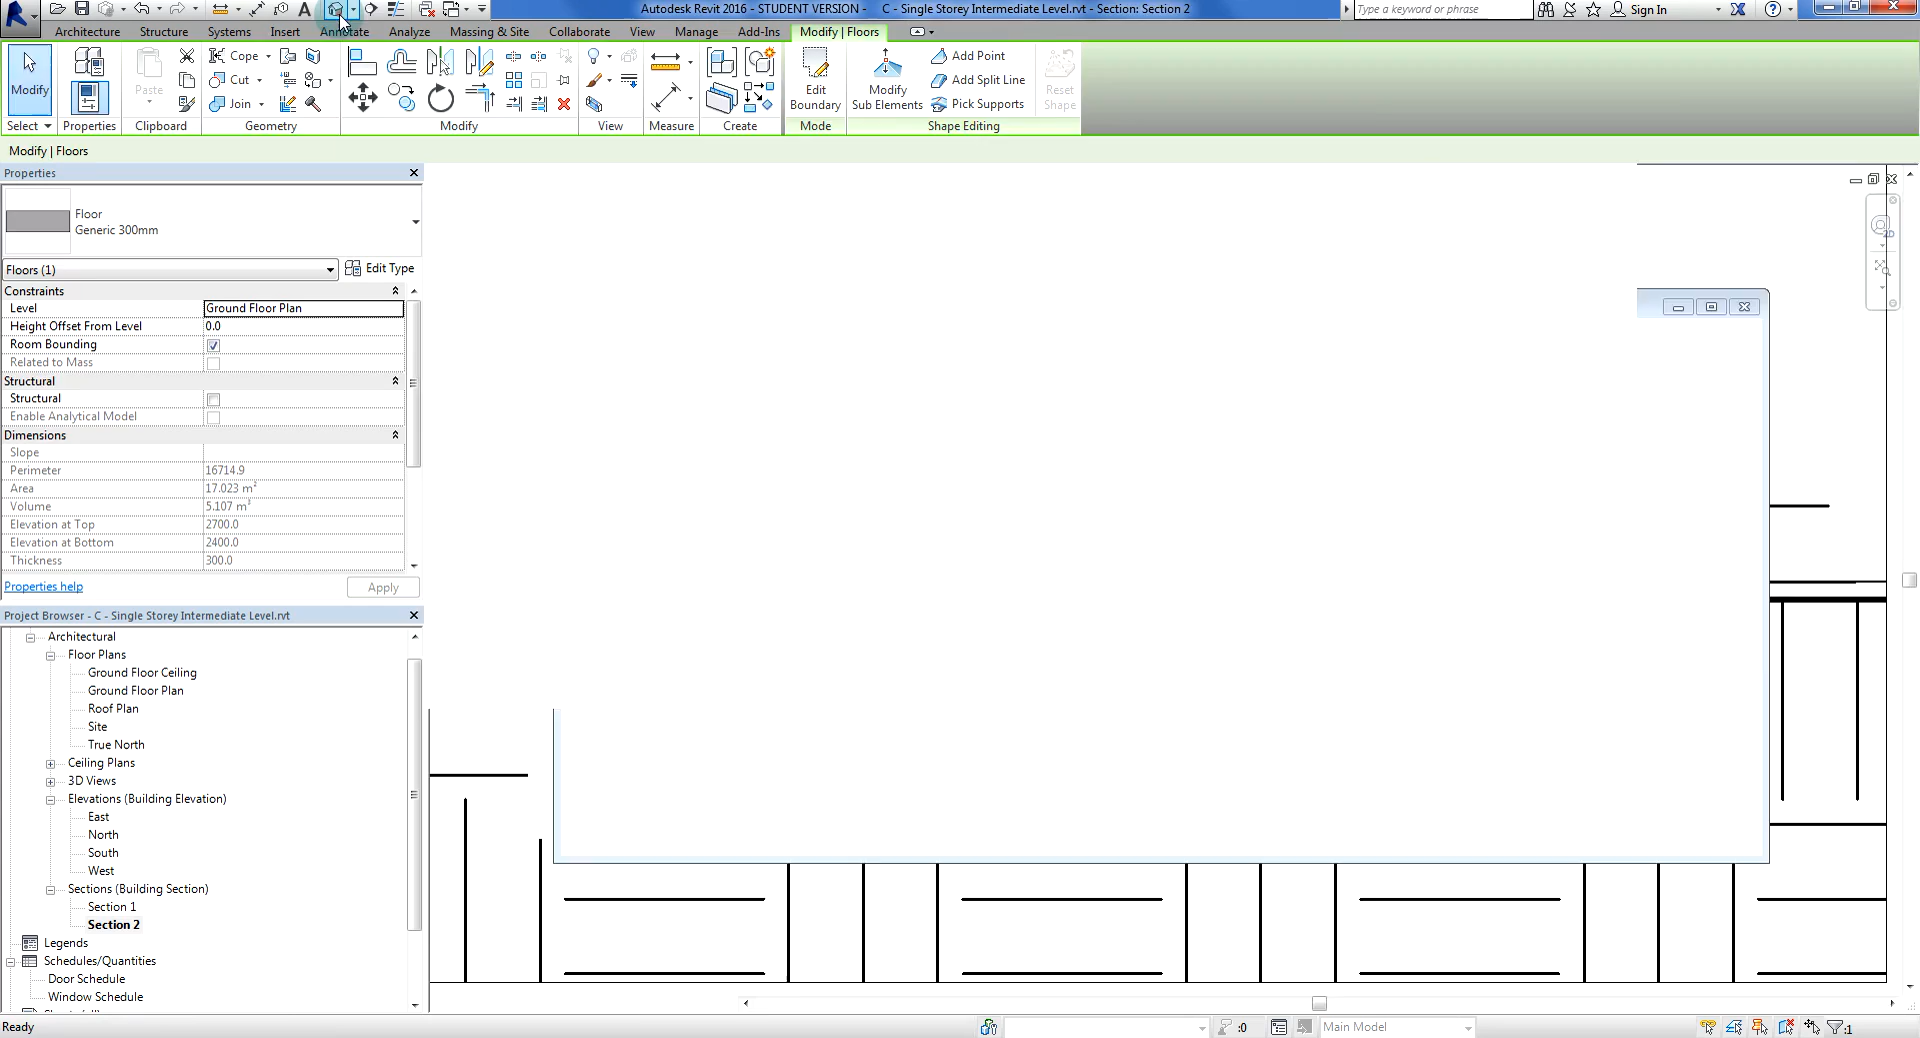 Autodesk Revit 2016 - STUDENT VERSION - C - Single Storey Intermediate Level.rvt - Section: Section 2
Type a keyword or phrase
Sign In
Architecture Structure Systems Insert Annotate Analyze Massing & Site Collaborate View Manage Add-Ins Modify | Floors
Cope
Cut
Join
Modify
Paste
Edit Boundary
Modify Sub Elements
Add Point
Add Split Line
Pick Supports
Reset Shape
Select Properties Clipboard Geometry Modify View Measure Create Mode Shape Editing
Modify | Floors
Properties
Floor
Generic 300mm
Floors (1) Edit Type
Constraints
Level Ground Floor Plan
Height Offset From Level 0.0
Room Bounding
Related to Mass
Structural
Structural
Enable Analytical Model
Dimensions
Slope
Perimeter 16714.9
Area 17.023 m²
Volume 5.107 m³
Elevation at Top 2700.0
Elevation at Bottom 2400.0
Thickness 300.0
Properties help Apply
Project Browser - C - Single Storey Intermediate Level.rvt
Architectural
Floor Plans
Ground Floor Ceiling
Ground Floor Plan
Roof Plan
Site
True North
Ceiling Plans
3D Views
Elevations (Building Elevation)
East
North
South
West
Sections (Building Section)
Section 1
Section 2
Legends
Schedules/Quantities
Door Schedule
Window Schedule
Ready
:0
Main Model
:1
2D